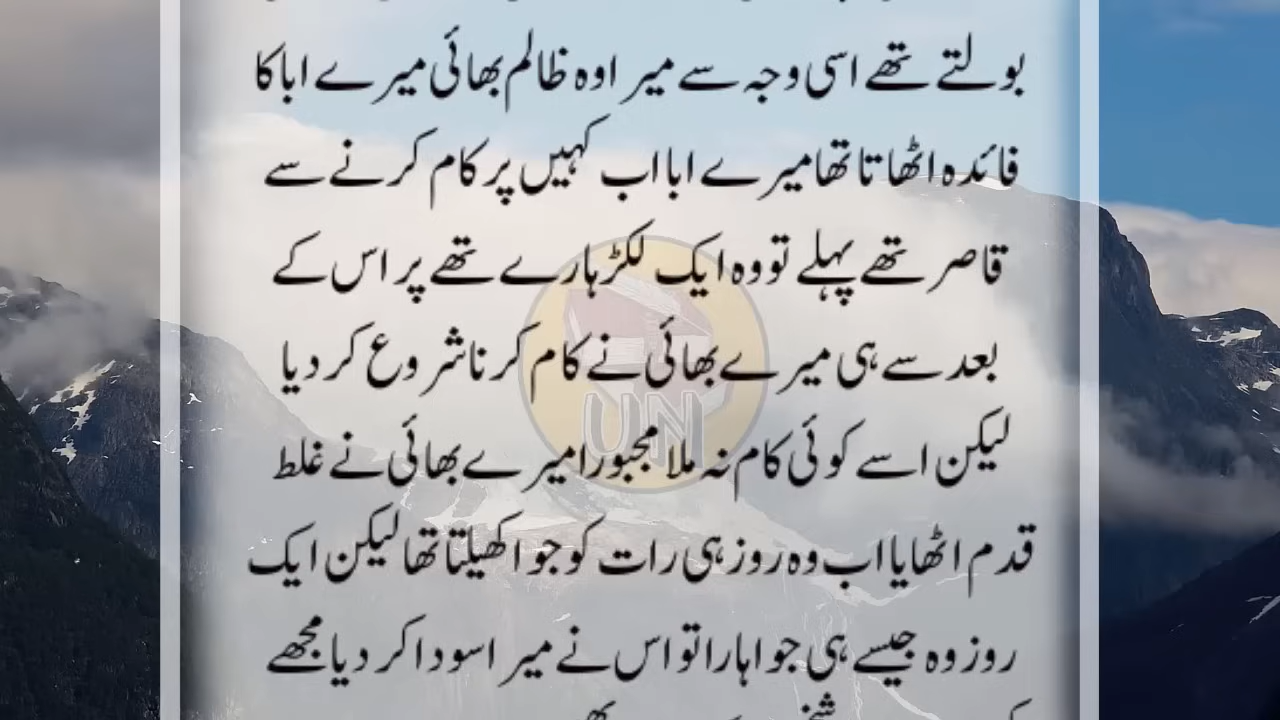 بولتے تھے اسی وجہ سے میرا وہ ظالم بھائی میرے ابا کا
فائدہ اٹھاتا تھا میرے ابا اب کہیں پر کام کرنے سے
قاصر تھے پہلے تو وہ ایک لکڑہارے تھے پر اس کے
بعد سے ہی میرے بھائی نے کام کرنا شروع کر دیا
لیکن اسے کوئی کام نہ ملا مجبورا میرے بھائی نے غلط
قدم اٹھایا اب وہ روز ہی رات کو جوا کھیلتا تھا لیکن ایک
روز وہ جیسے ہی جوا ہارا تو اس نے میرا سودا کر دیا مجھے
UN